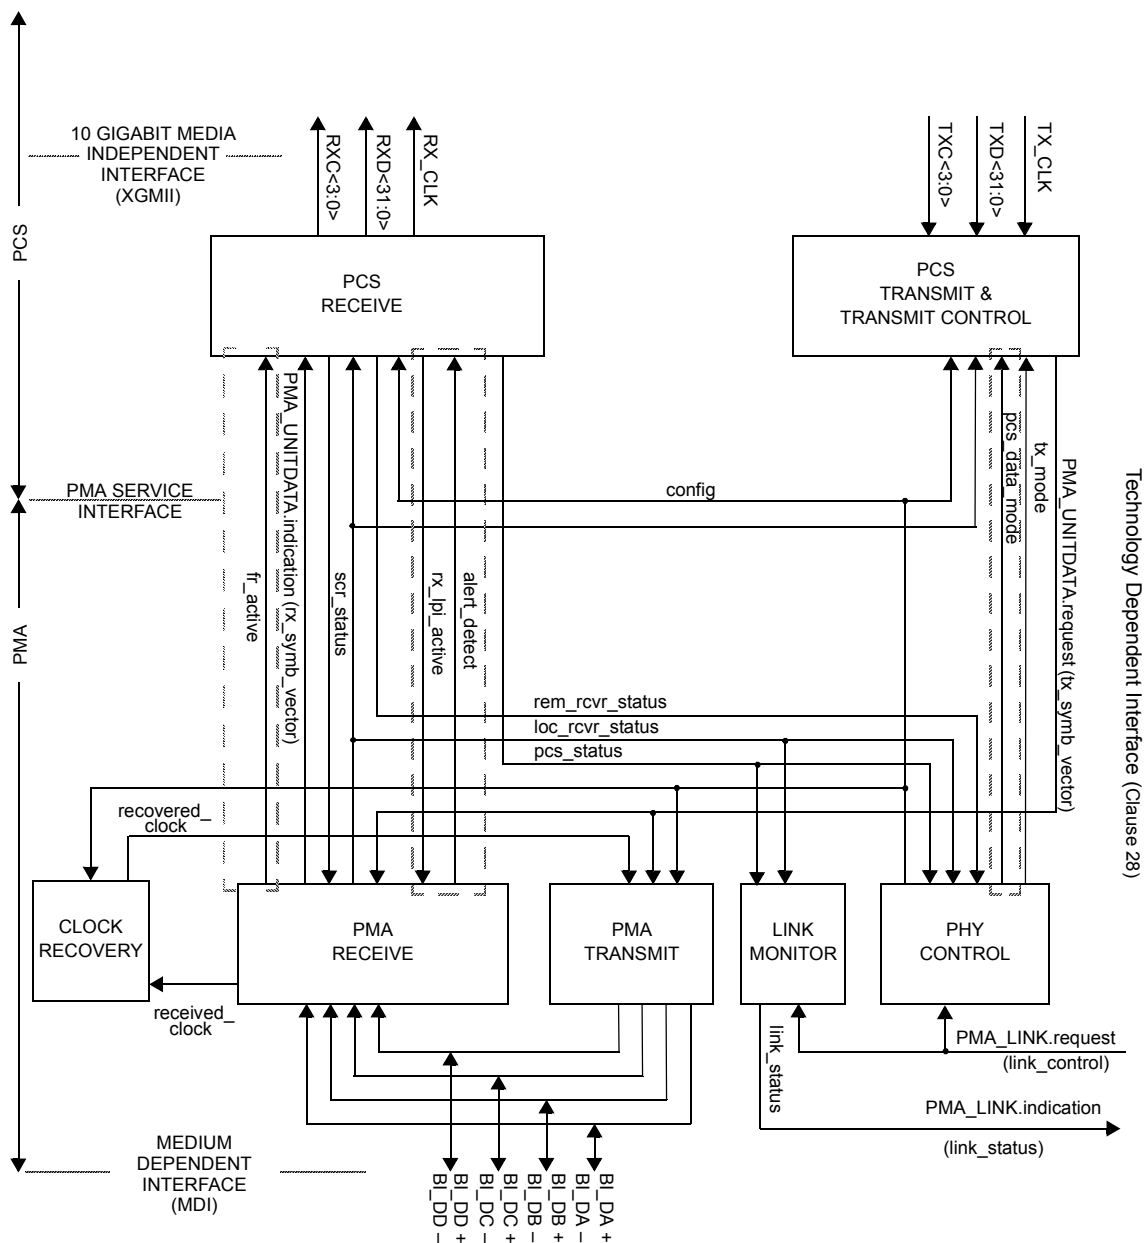 10 GIGABIT MEDIA
INDEPENDENT
INTERFACE
(XGMII)
RXC<3:0>
RXD<31:0>
RX_CLK
TXC<3:0>
TXD<31:0>
TX_CLK
PCS
PCS
RECEIVE
PCS
TRANSMIT &
TRANSMIT CONTROL
PMA_UNITDATA.indication (rx_symb_vector)
pcs_data_mode
tx_mode
PMA_UNITDATA.request (tx_symb_vector)
Technology Dependent Interface (Clause 28)
PMA SERVICE
INTERFACE
config
fr_active
scr_status
rx_lpi_active
alert_detect
PMA
rem_rcvr_status
loc_rcvr_status
pcs_status
recovered_
clock
CLOCK
RECOVERY
PMA
RECEIVE
PMA
TRANSMIT
LINK
MONITOR
PHY
CONTROL
received_
clock
link_status
PMA_LINK.request
(link_control)
PMA_LINK.indication
(link_status)
MEDIUM
DEPENDENT
INTERFACE
(MDI)
BI_DD –
BI_DD +
BI_DC –
BI_DC +
BI_DB –
BI_DB +
BI_DA –
BI_DA +